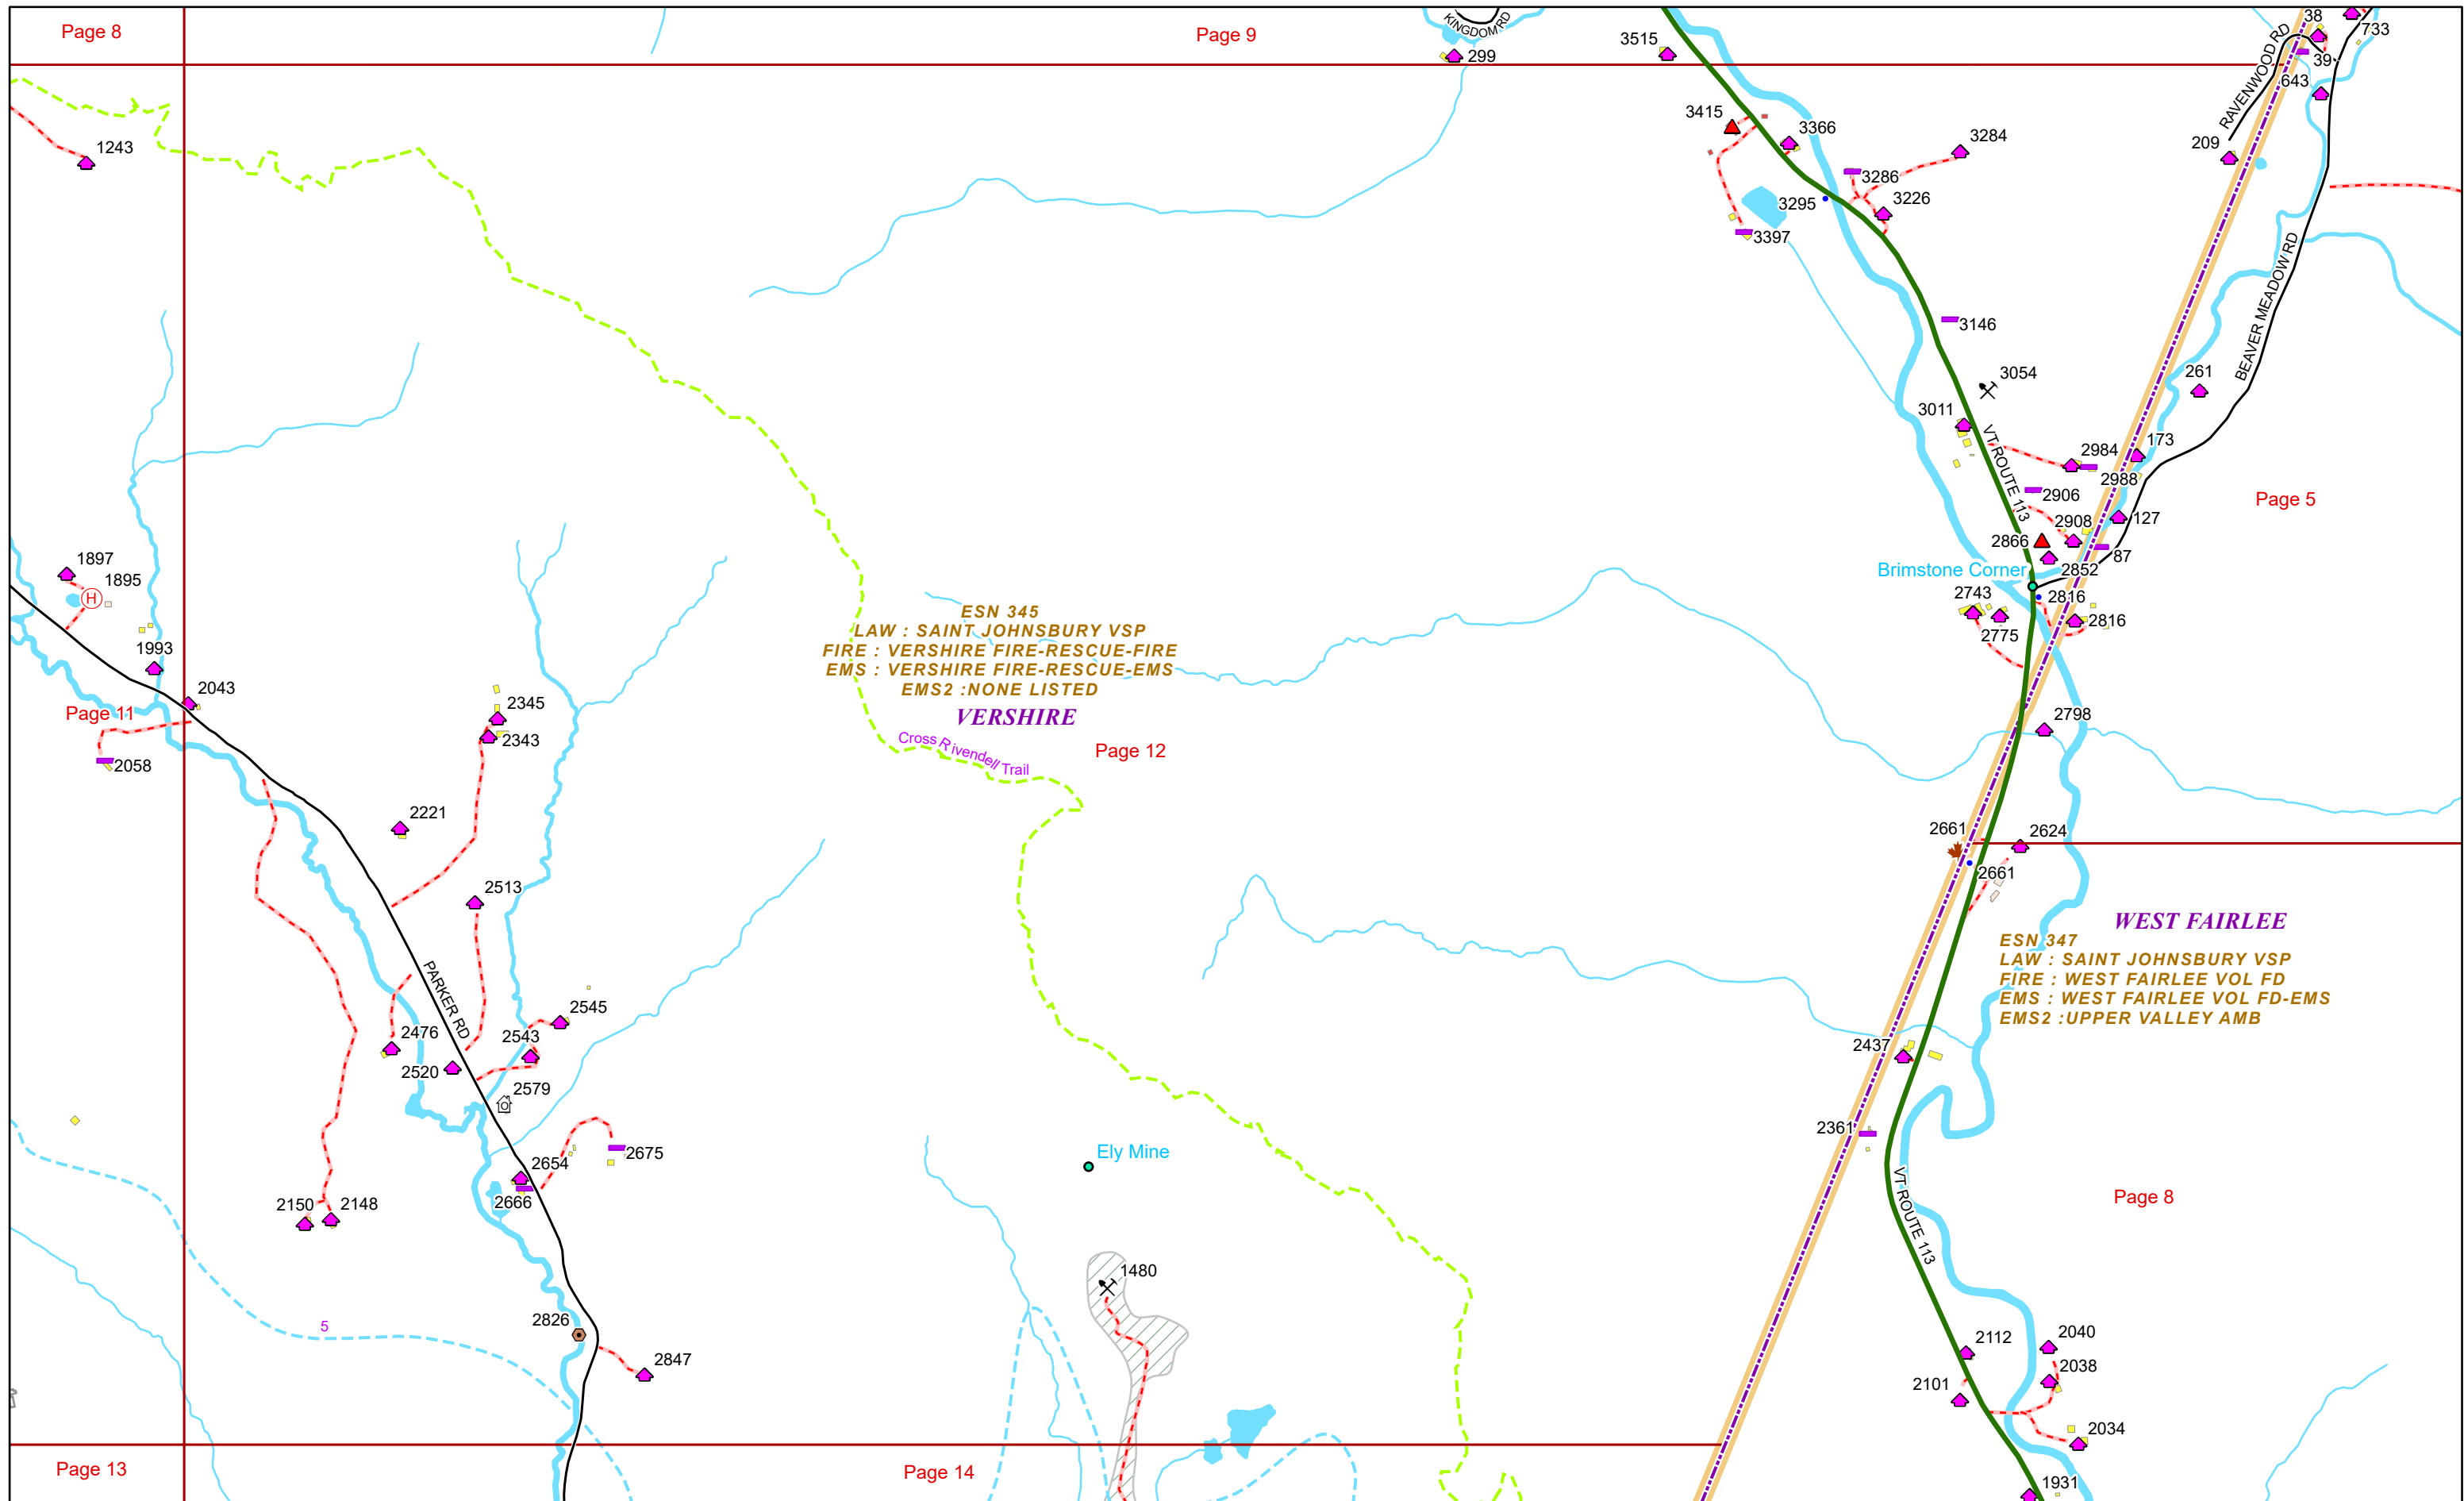 Page 8
Page 9
KINGDOM RD
299
3515
38
733
39
RAVENWOOD RD
643
1243
3415
3366
3284
209
3286
3295
3226
3397
BEAVER MEADOW RD
3146
3054
261
3011
VT ROUTE 113
173
2984
2988
2906
Page 5
127
2908
2866
87
1897
1895
Brimstone Corner
2852
2743
2816
2816
2775
ESN 345
LAW : SAINT JOHNSBURY VSP
FIRE : VERSHIRE FIRE-RESCUE-FIRE
EMS : VERSHIRE FIRE-RESCUE-EMS
EMS2 :NONE LISTED
1993
2043
VERSHIRE
Page 11
2345
2343
2798
Cross Rivendell Trail
Page 12
2058
2221
2661
2624
2661
2513
WEST FAIRLEE
ESN 347
LAW : SAINT JOHNSBURY VSP
FIRE : WEST FAIRLEE VOL FD
EMS : WEST FAIRLEE VOL FD-EMS
EMS2 :UPPER VALLEY AMB
PARKER RD
2545
2476
2543
2437
2520
2579
H
2361
Ely Mine
2654
2675
VT ROUTE 113
Page 8
2666
2150
2148
1480
2826
5
2112
2040
2847
2038
2101
2034
Page 13
Page 14
1931